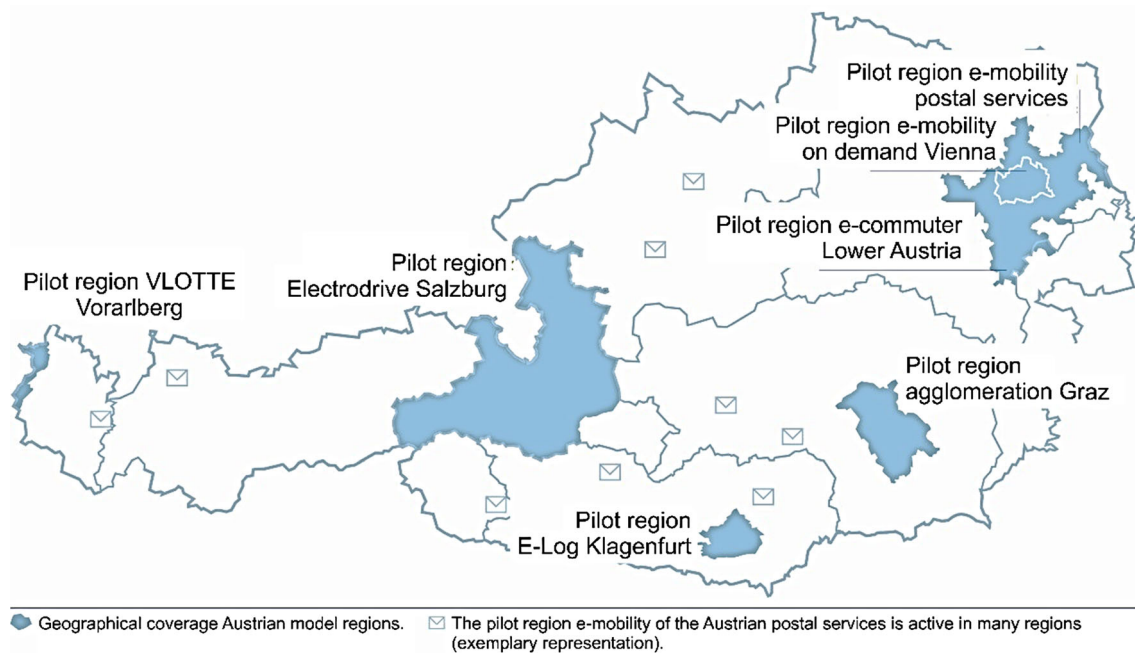 Pilot region e-mobility
postal services
Pilot region e-mobility
on demand Vienna
Pilot region e-commuter
Lower Austria
Pilot region
Electrodrive Salzburg
Pilot region VLOTTE
Vorarlberg
Pilot region
agglomeration Graz
Pilot region
E-Log Klagenfurt
Geographical coverage Austrian model regions.
The pilot region e-mobility of the Austrian postal services is active in many regions
(exemplary representation).